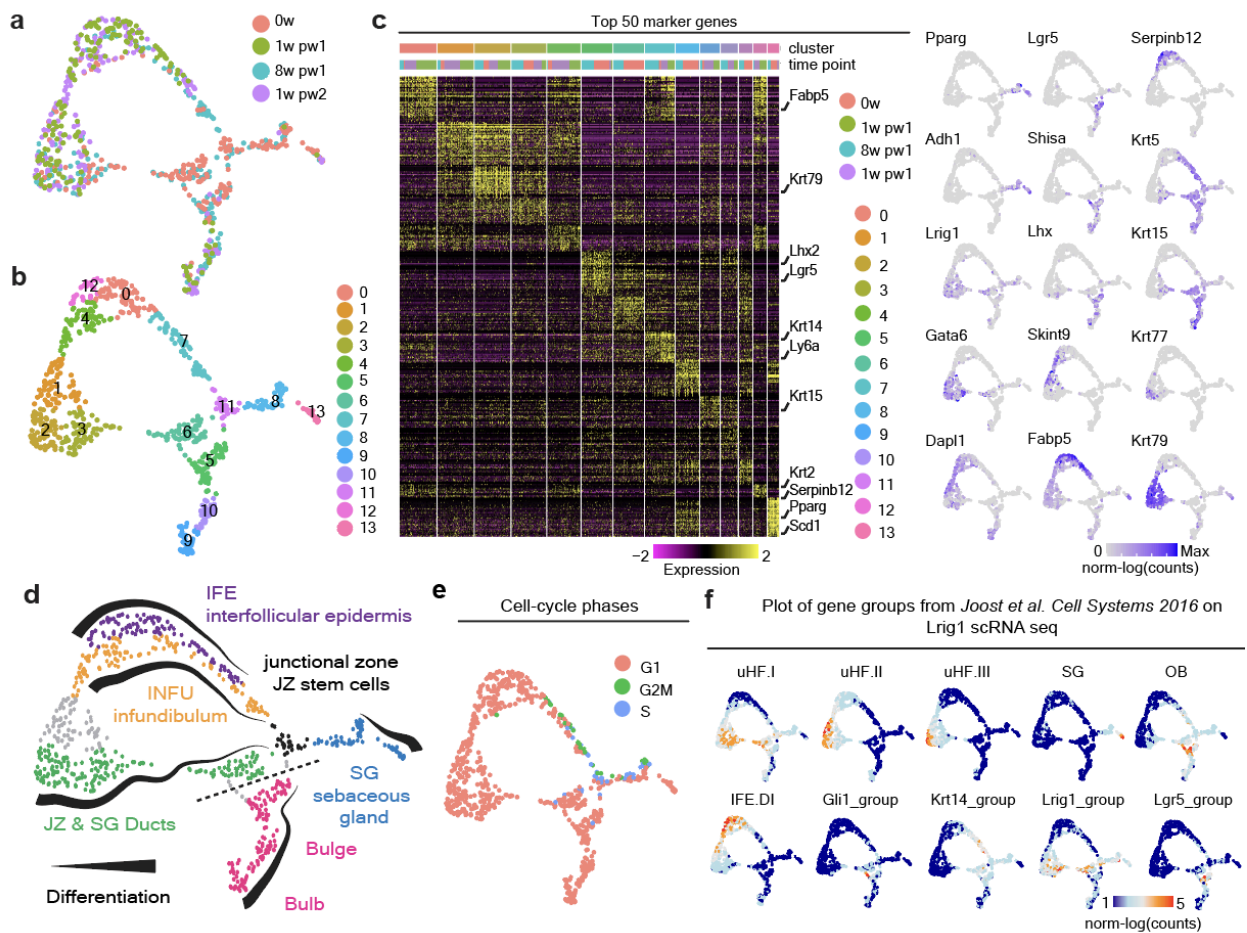 a
0w
1w pw1
8w pw1
1w pw2
b
12
0
4
7
1
2
3
6
5
11
8
13
10
9
0
1
2
3
4
5
6
7
8
9
10
11
12
13
c
Top 50 marker genes
cluster
time point
Fabp5
Krt79
Lhx2
Lgr5
Krt14
Ly6a
Krt15
Krt2
Serpinb12
Pparg
Scd1
−2
2
Expression
0w
1w pw1
8w pw1
1w pw1
0
1
2
3
4
5
6
7
8
9
10
11
12
13
Pparg Lgr5 Serpinb12
Adh1 Shisa Krt5
Lrig1 Lhx Krt15
Gata6 Skint9 Krt77
Dapl1 Fabp5 Krt79
0 Max
norm-log(counts)
d
IFE
interfollicular epidermis
junctional zone
JZ stem cells
INFU
infundibulum
SG
sebaceous
gland
JZ & SG Ducts
Bulge
Bulb
Differentiation
e
Cell-cycle phases
G1
G2M
S
f
Plot of gene groups from Joost et al. Cell Systems 2016 on
Lrig1 scRNA seq
uHF.I uHF.II uHF.III SG OB
IFE.DI Gli1_group Krt14_group Lrig1_group Lgr5_group
1 5
norm-log(counts)